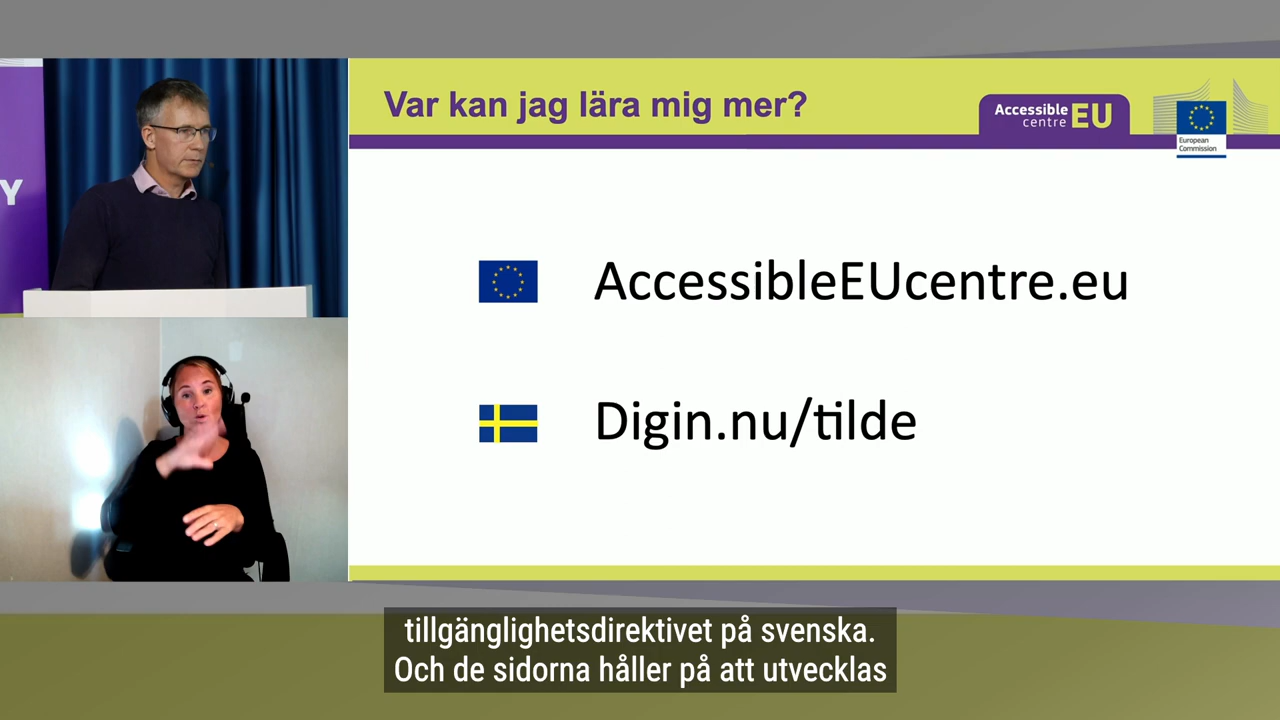 Y
Var kan jag lära mig mer?
Accessible
centre EU
European
Commission
AccessibleEUcentre.eu
Digin.nu/tilde
tillgänglighetsdirektivet på svenska.
Och de sidorna håller på att utvecklas